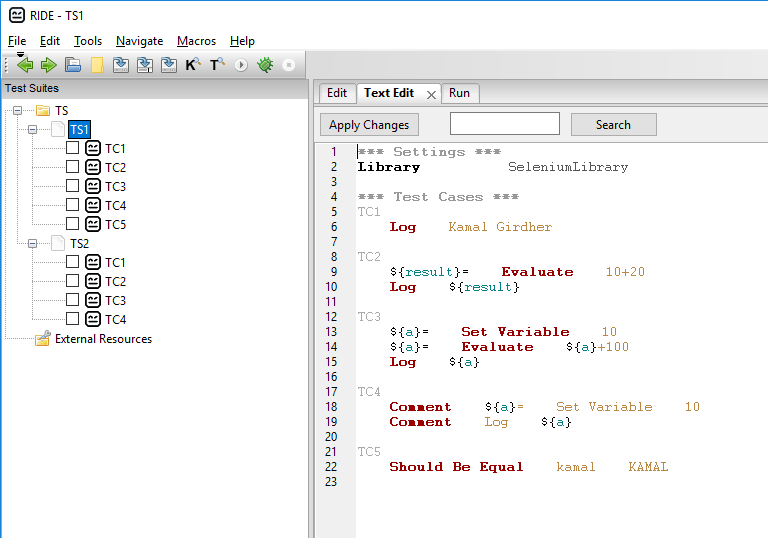 RIDE - TS1
File Edit Tools Navigate Macros Help
K T
Test Suites
TS
TS1
TC1
TC2
TC3
TC4
TC5
TS2
TC1
TC2
TC3
TC4
External Resources
Edit Text Edit Run
Apply Changes Search
1 *** Settings ***
2 Library SeleniumLibrary
3
4 *** Test Cases ***
5 TC1
6 Log Kamal Girdher
7
8 TC2
9 ${result}= Evaluate 10+20
10 Log ${result}
11
12 TC3
13 ${a}= Set Variable 10
14 ${a}= Evaluate ${a}+100
15 Log ${a}
16
17 TC4
18 Comment ${a}= Set Variable 10
19 Comment Log ${a}
20
21 TC5
22 Should Be Equal kamal KAMAL
23